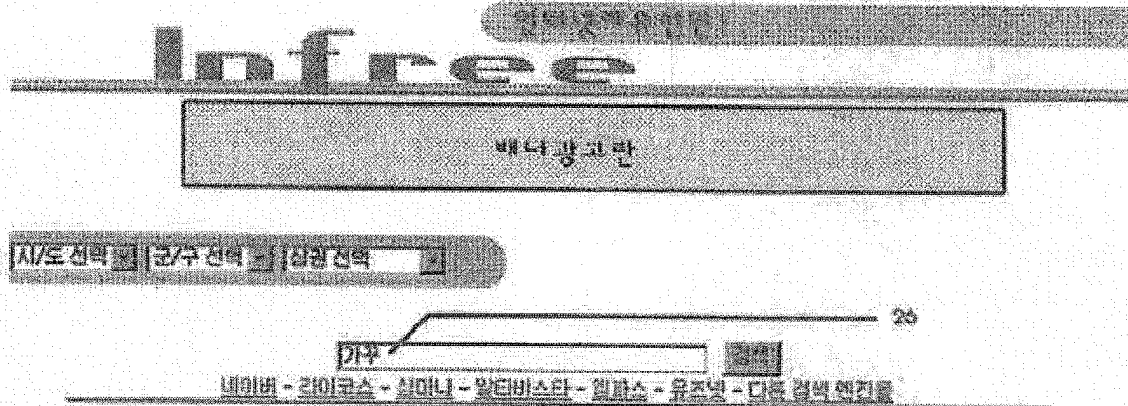 Infree
배너광고란
시/도 선택 군/구 선택 상권 선택
26
가꾸 검색
네이버 - 라이코스 - 심마니 - 알타비스타 - 엠파스 - 유즈넷 - 다른 검색 엔진들